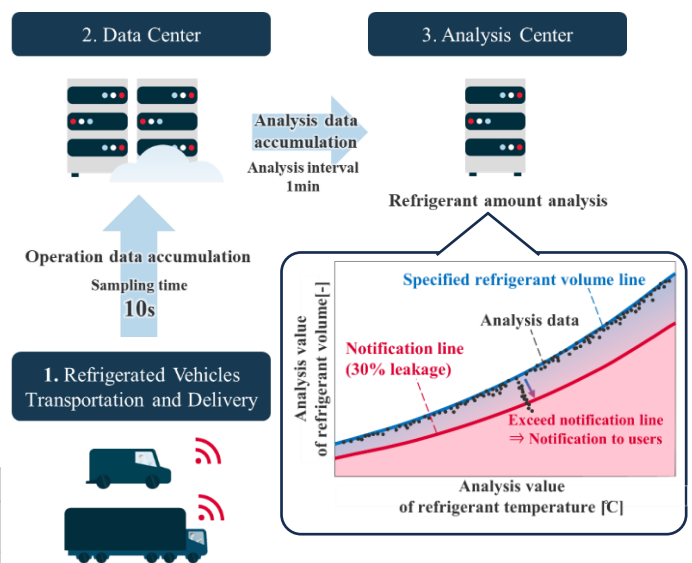 2. Data Center
3. Analysis Center
Analysis data
accumulation
Analysis interval
1min
Refrigerant amount analysis
Operation data accumulation
Sampling time
10s
1. Refrigerated Vehicles
Transportation and Delivery
Analysis value
of refrigerant volume[-]
Specified refrigerant volume line
Analysis data
Notification line
(30% leakage)
Exceed notification line
⇒ Notification to users
Analysis value
of refrigerant temperature [℃]